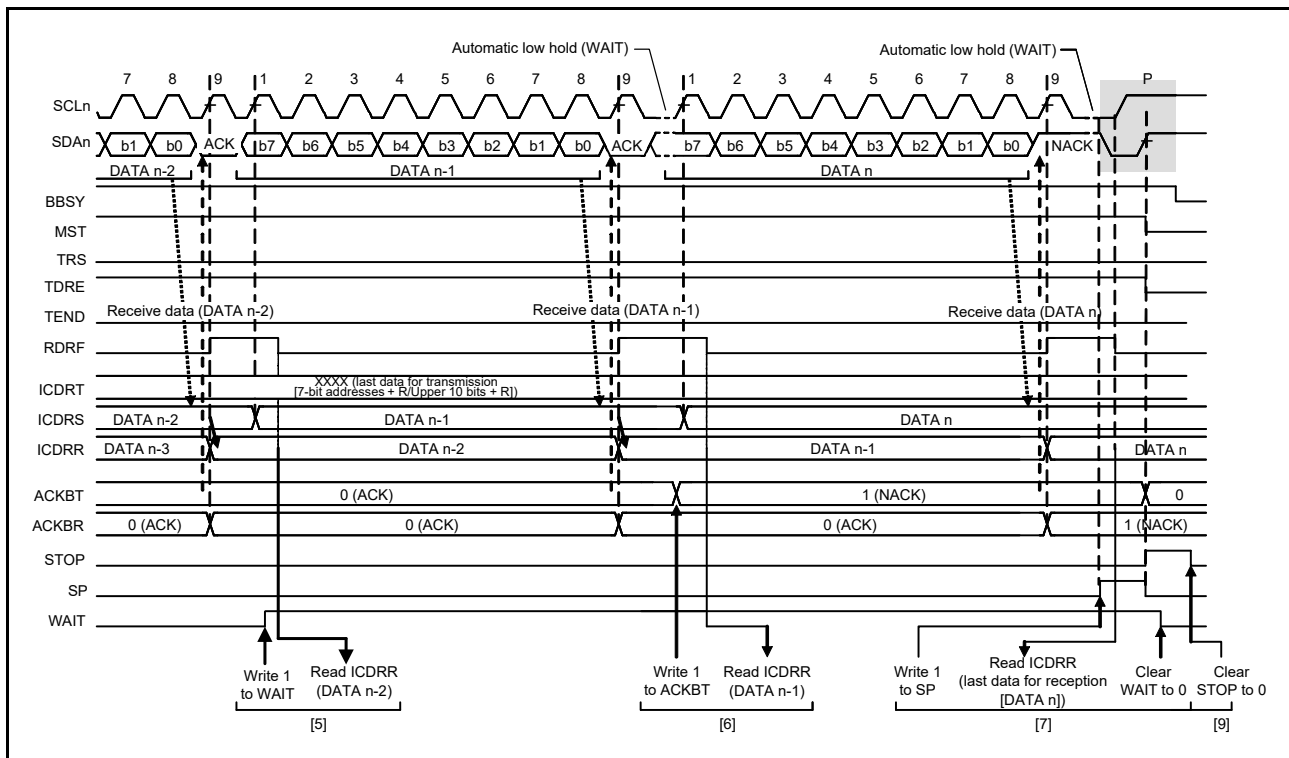 Automatic low hold (WAIT)
Automatic low hold (WAIT)
7 8 9 1 2 3 4 5 6 7 8 9 1 2 3 4 5 6 7 8 9 P
SCLn
SDAn b1 b0 ACK b7 b6 b5 b4 b3 b2 b1 b0 ACK b7 b6 b5 b4 b3 b2 b1 b0 NACK
DATA n-2 DATA n-1 DATA n
BBSY
MST
TRS
TDRE
Receive data (DATA n-2) Receive data (DATA n-1) Receive data (DATA n)
TEND
RDRF
ICDRT XXXX (last data for transmission
[7-bit addresses + R/Upper 10 bits + R])
ICDRS DATA n-2 DATA n-1 DATA n
ICDRR DATA n-3 DATA n-2 DATA n-1 DATA n
ACKBT 0 (ACK) 1 (NACK) 0
ACKBR 0 (ACK) 0 (ACK) 0 (ACK) 1 (NACK)
STOP
SP
WAIT
Write 1
to WAIT
Read ICDRR
(DATA n-2)
[5]
Write 1
to ACKBT
Read ICDRR
(DATA n-1)
[6]
Write 1
to SP
Read ICDRR
(last data for reception
[DATA n])
Clear
WAIT to 0
[7]
Clear
STOP to 0
[9]